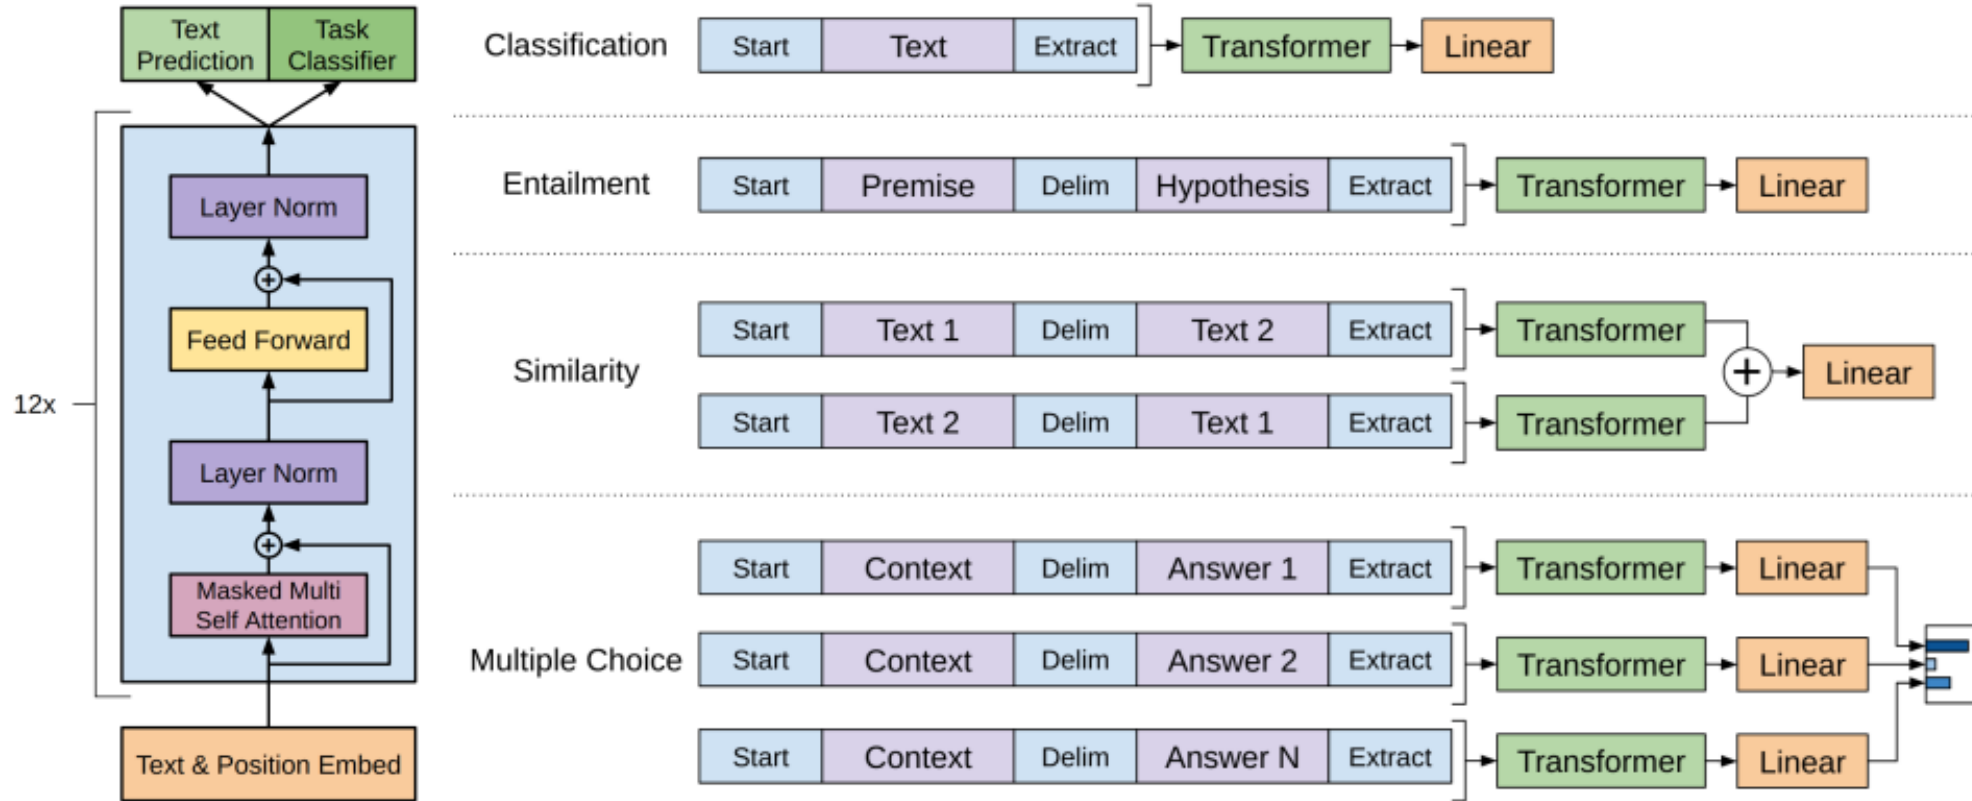 Text
Prediction
Task
Classifier
12x
Layer Norm
+
Feed Forward
Layer Norm
+
Masked Multi
Self Attention
Text & Position Embed
Classification
Start Text Extract Transformer Linear
Entailment
Start Premise Delim Hypothesis Extract Transformer Linear
Similarity
Start Text 1 Delim Text 2 Extract Transformer
+ Linear
Start Text 2 Delim Text 1 Extract Transformer
Multiple Choice
Start Context Delim Answer 1 Extract Transformer Linear
Start Context Delim Answer 2 Extract Transformer Linear
Start Context Delim Answer N Extract Transformer Linear